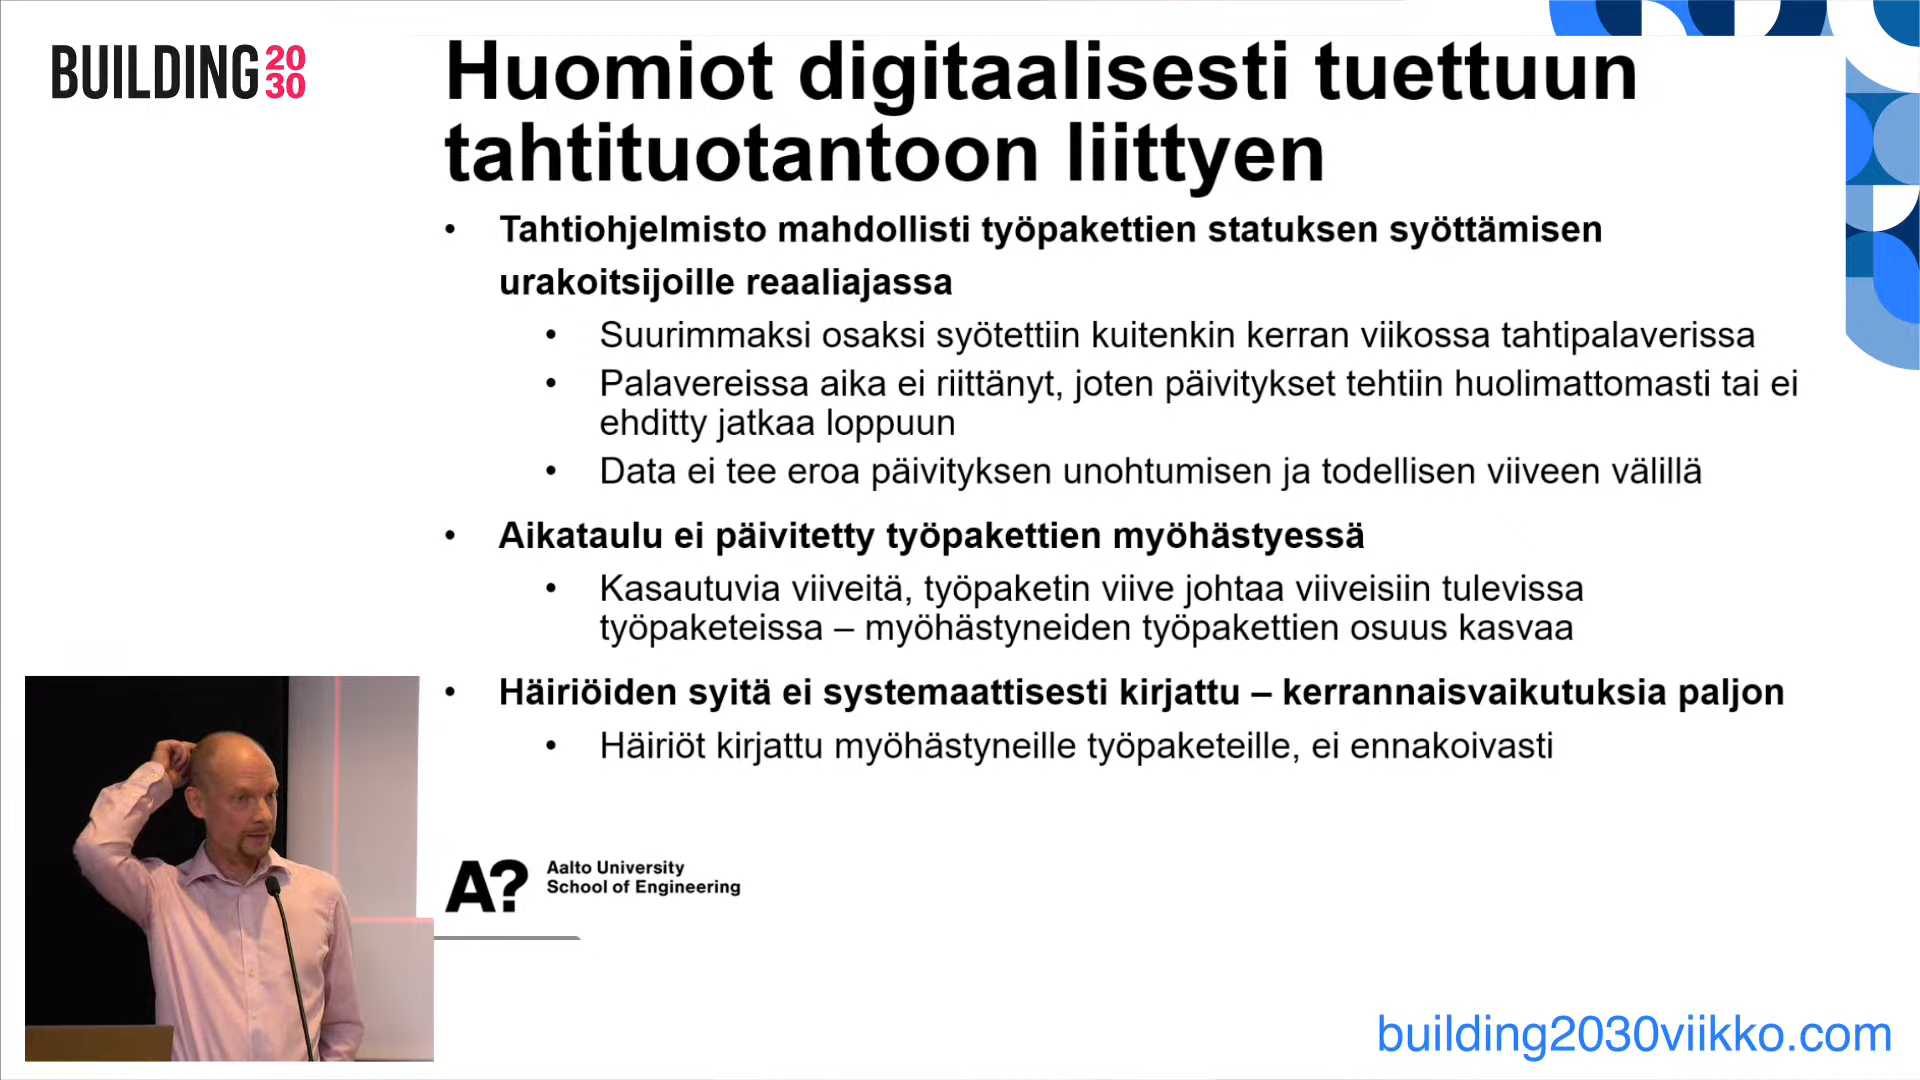 BUILDING 20
30
Huomiot digitaalisesti tuettuun
tahtituotantoon liittyen
• Tahtiohjelmisto mahdollisti työpakettien statuksen syöttämisen
urakoitsijoille reaaliajassa
• Suurimmaksi osaksi syötettiin kuitenkin kerran viikossa tahtipalaverissa
• Palavereissa aika ei riittänyt, joten päivitykset tehtiin huolimattomasti tai ei
ehditty jatkaa loppuun
• Data ei tee eroa päivityksen unohtumisen ja todellisen viiveen välillä
• Aikataulu ei päivitetty työpakettien myöhästyessä
• Kasautuvia viiveitä, työpaketin viive johtaa viiveisiin tulevissa
työpaketeissa – myöhästyneiden työpakettien osuus kasvaa
• Häiriöiden syitä ei systemaattisesti kirjattu – kerrannaisvaikutuksia paljon
• Häiriöt kirjattu myöhästyneille työpaketeille, ei ennakoivasti
A? Aalto University
School of Engineering
building2030viikko.com